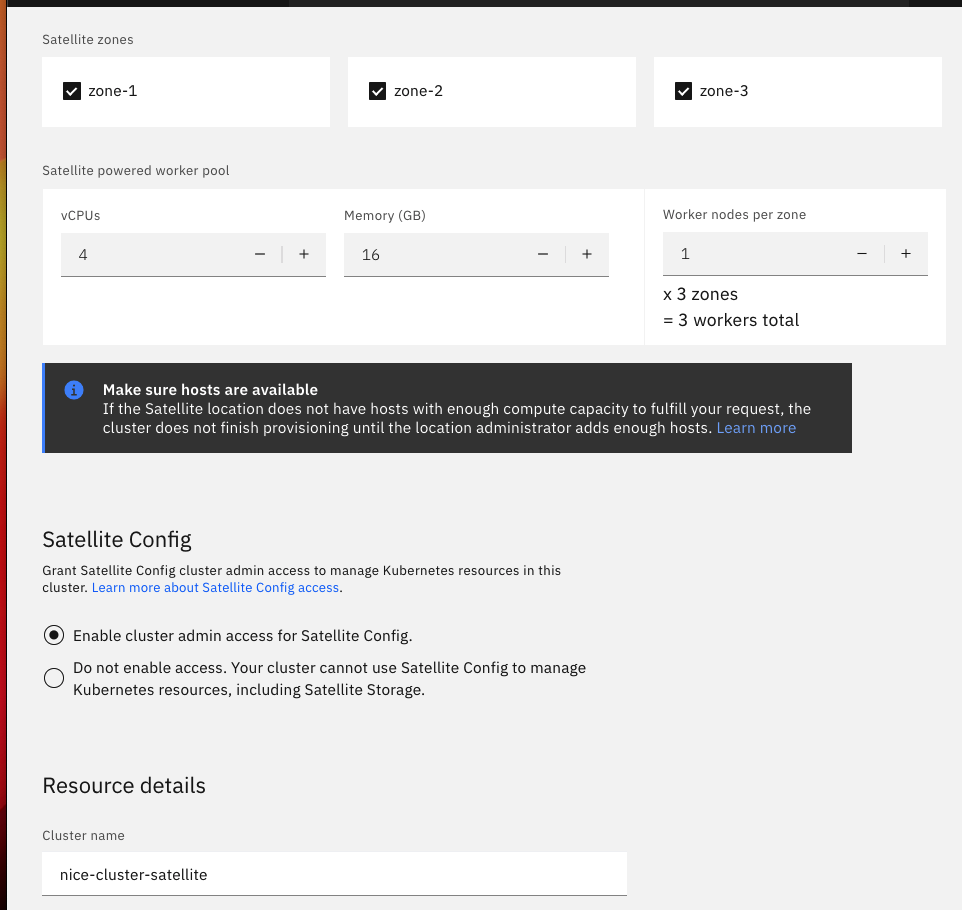 Satellite zones
zone-1
zone-2
zone-3
Satellite powered worker pool
vCPUs
Memory (GB)
Worker nodes per zone
4
16
1
x 3 zones
= 3 workers total
Make sure hosts are available
If the Satellite location does not have hosts with enough compute capacity to fulfill your request, the
cluster does not finish provisioning until the location administrator adds enough hosts. Learn more
Satellite Config
Grant Satellite Config cluster admin access to manage Kubernetes resources in this
cluster. Learn more about Satellite Config access.
Enable cluster admin access for Satellite Config.
Do not enable access. Your cluster cannot use Satellite Config to manage
Kubernetes resources, including Satellite Storage.
Resource details
Cluster name
nice-cluster-satellite